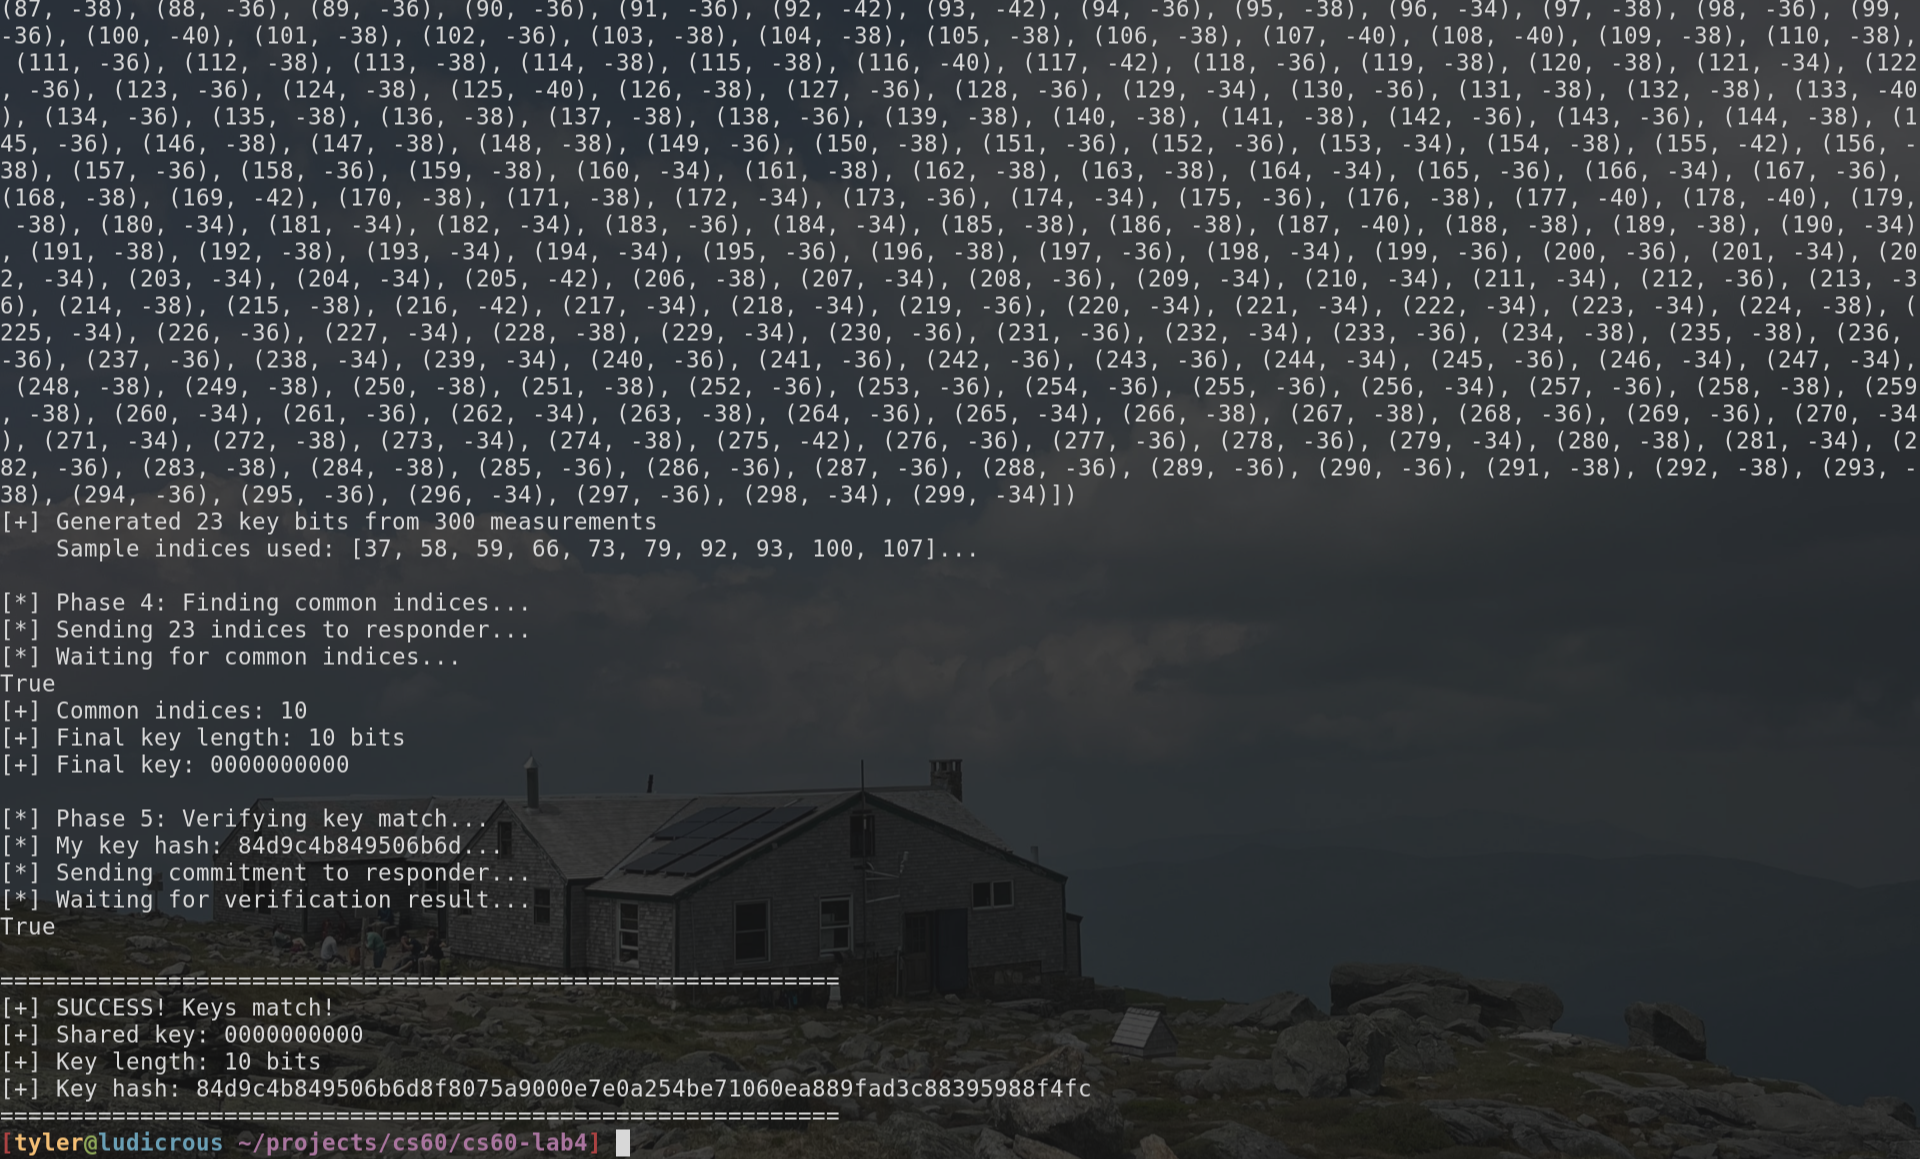 (87, -38), (88, -36), (89, -36), (90, -36), (91, -36), (92, -42), (93, -42), (94, -36), (95, -38), (96, -34), (97, -38), (98, -36), (99,
-36), (100, -40), (101, -38), (102, -36), (103, -38), (104, -38), (105, -38), (106, -38), (107, -40), (108, -40), (109, -38), (110, -38),
(111, -36), (112, -38), (113, -38), (114, -38), (115, -38), (116, -40), (117, -42), (118, -36), (119, -38), (120, -38), (121, -34), (122
, -36), (123, -36), (124, -38), (125, -40), (126, -38), (127, -36), (128, -36), (129, -34), (130, -36), (131, -38), (132, -38), (133, -40
), (134, -36), (135, -38), (136, -38), (137, -38), (138, -36), (139, -38), (140, -38), (141, -38), (142, -36), (143, -36), (144, -38), (1
45, -36), (146, -38), (147, -38), (148, -38), (149, -36), (150, -38), (151, -36), (152, -36), (153, -34), (154, -38), (155, -42), (156, -
38), (157, -36), (158, -36), (159, -38), (160, -34), (161, -38), (162, -38), (163, -38), (164, -34), (165, -36), (166, -34), (167, -36),
(168, -38), (169, -42), (170, -38), (171, -38), (172, -34), (173, -36), (174, -34), (175, -36), (176, -38), (177, -40), (178, -40), (179,
-38), (180, -34), (181, -34), (182, -34), (183, -36), (184, -34), (185, -38), (186, -38), (187, -40), (188, -38), (189, -38), (190, -34)
, (191, -38), (192, -38), (193, -34), (194, -34), (195, -36), (196, -38), (197, -36), (198, -34), (199, -36), (200, -36), (201, -34), (20
2, -34), (203, -34), (204, -34), (205, -42), (206, -38), (207, -34), (208, -36), (209, -34), (210, -34), (211, -34), (212, -36), (213, -3
6), (214, -38), (215, -38), (216, -42), (217, -34), (218, -34), (219, -36), (220, -34), (221, -34), (222, -34), (223, -34), (224, -38), (
225, -34), (226, -36), (227, -34), (228, -38), (229, -34), (230, -36), (231, -36), (232, -34), (233, -36), (234, -38), (235, -38), (236,
-36), (237, -36), (238, -34), (239, -34), (240, -36), (241, -36), (242, -36), (243, -36), (244, -34), (245, -36), (246, -34), (247, -34),
(248, -38), (249, -38), (250, -38), (251, -38), (252, -36), (253, -36), (254, -36), (255, -36), (256, -34), (257, -36), (258, -38), (259
, -38), (260, -34), (261, -36), (262, -34), (263, -38), (264, -36), (265, -34), (266, -38), (267, -38), (268, -36), (269, -36), (270, -34
), (271, -34), (272, -38), (273, -34), (274, -38), (275, -42), (276, -36), (277, -36), (278, -36), (279, -34), (280, -38), (281, -34), (2
82, -36), (283, -38), (284, -38), (285, -36), (286, -36), (287, -36), (288, -36), (289, -36), (290, -36), (291, -38), (292, -38), (293, -
38), (294, -36), (295, -36), (296, -34), (297, -36), (298, -34), (299, -34)])
[+] Generated 23 key bits from 300 measurements
    Sample indices used: [37, 58, 59, 66, 73, 79, 92, 93, 100, 107]...
[*] Phase 4: Finding common indices...
[*] Sending 23 indices to responder...
[*] Waiting for common indices...
True
[+] Common indices: 10
[+] Final key length: 10 bits
[+] Final key: 0000000000
[*] Phase 5: Verifying key match...
[*] My key hash: 84d9c4b849506b6d...
[*] Sending commitment to responder...
[*] Waiting for verification result...
True
============================================================
[+] SUCCESS! Keys match!
[+] Shared key: 0000000000
[+] Key length: 10 bits
[+] Key hash: 84d9c4b849506b6d8f8075a9000e7e0a254be71060ea889fad3c88395988f4fc
============================================================
[tyler@ludicrous ~/projects/cs60/cs60-lab4]